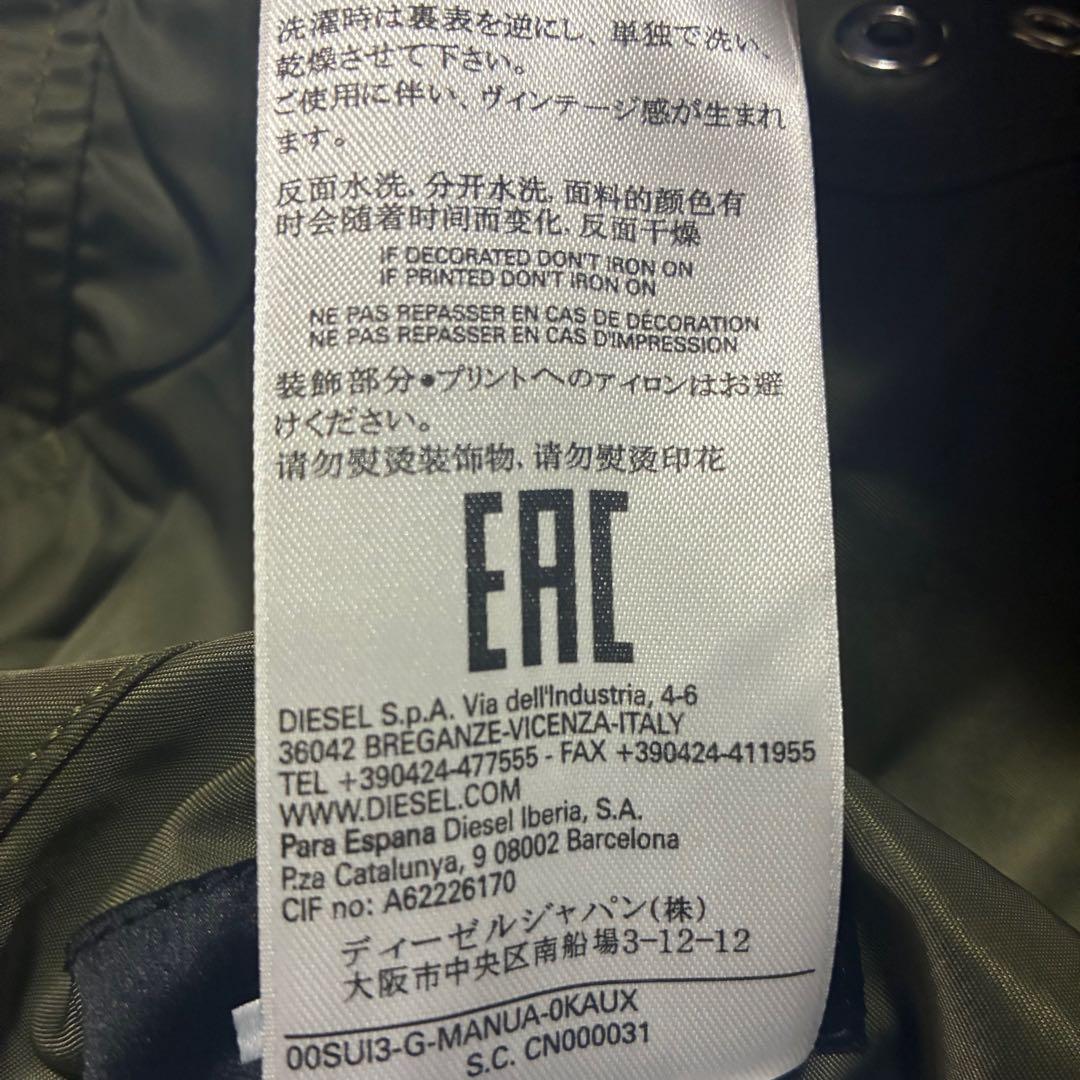 洗濯時は裏表を逆にし、単独で洗い、
乾燥させて下さい。
ご使用に伴い、ヴィンテージ感が生まれ
ます。
反面水洗,分开水洗,面料的颜色有
时会随着时间而变化,反面干燥
IF DECORATED DON'T IRON ON
IF PRINTED DON'T IRON ON
NE PAS REPASSER EN CAS DE DÉCORATION
NE PAS REPASSER EN CAS D'IMPRESSION
装飾部分●プリントへのアイロンはお避
けください。
请勿熨烫装饰物,请勿熨烫印花
EAC
DIESEL S.p.A. Via dell'Industria, 4-6
36042 BREGANZE-VICENZA-ITALY
TEL +390424-477555 - FAX +390424-411955
WWW.DIESEL.COM
Para Espana Diesel Iberia, S.A.
P.za Catalunya, 9 08002 Barcelona
CIF no: A62226170
ディーゼルジャパン(株)
大阪市中央区南船場3-12-12
00SUI3-G-MANUA-0KAUX
S.C. CN000031